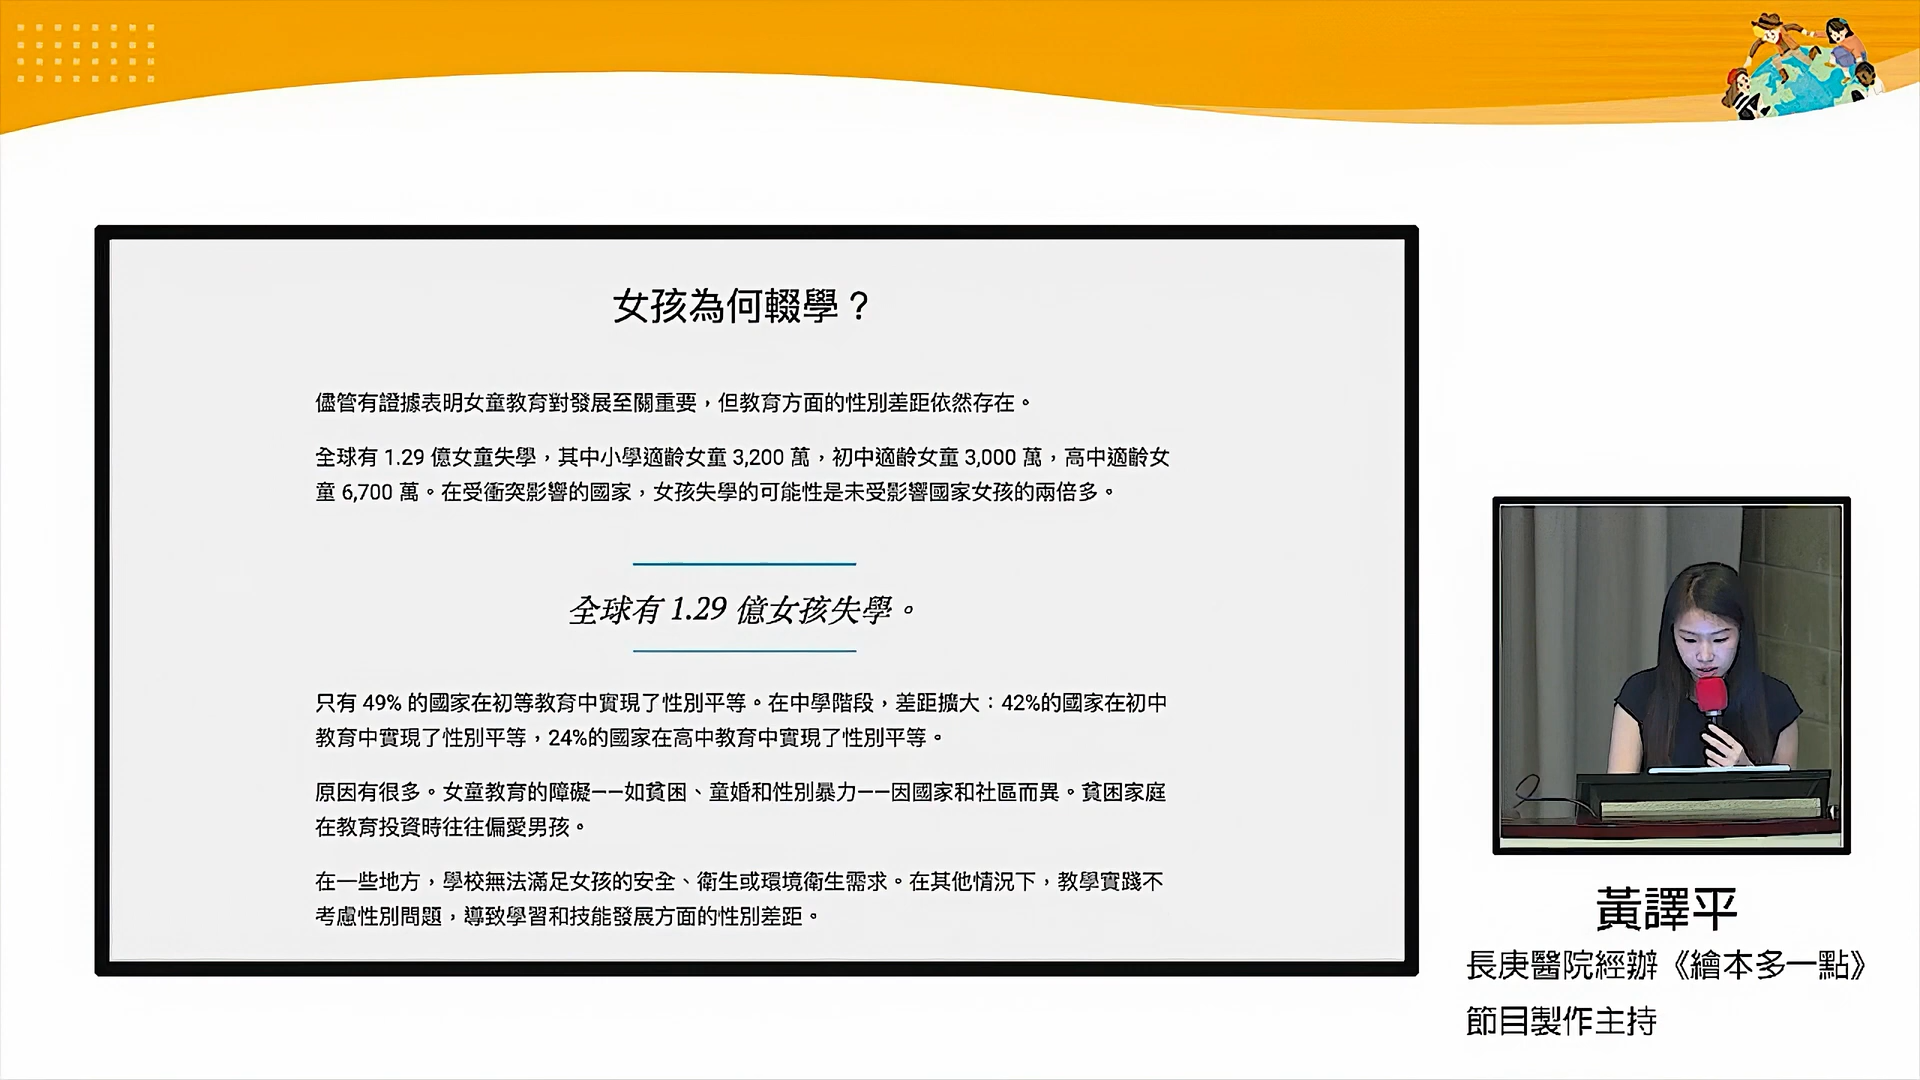 女孩為何輟學？
儘管有證據表明女童教育對發展至關重要，但教育方面的性別差距依然存在。
全球有 1.29 億女童失學，其中小學適齡女童 3,200 萬，初中適齡女童 3,000 萬，高中適齡女
童 6,700 萬。在受衝突影響的國家，女孩失學的可能性是未受影響國家女孩的兩倍多。
全球有 1.29 億女孩失學。
只有 49% 的國家在初等教育中實現了性別平等。在中學階段，差距擴大：42%的國家在初中
教育中實現了性別平等，24%的國家在高中教育中實現了性別平等。
原因有很多。女童教育的障礙——如貧困、童婚和性別暴力——因國家和社區而異。貧困家庭
在教育投資時往往偏愛男孩。
在一些地方，學校無法滿足女孩的安全、衛生或環境衛生需求。在其他情況下，教學實踐不
考慮性別問題，導致學習和技能發展方面的性別差距。
黃譯平
長庚醫院經辦《繪本多一點》
節目製作主持